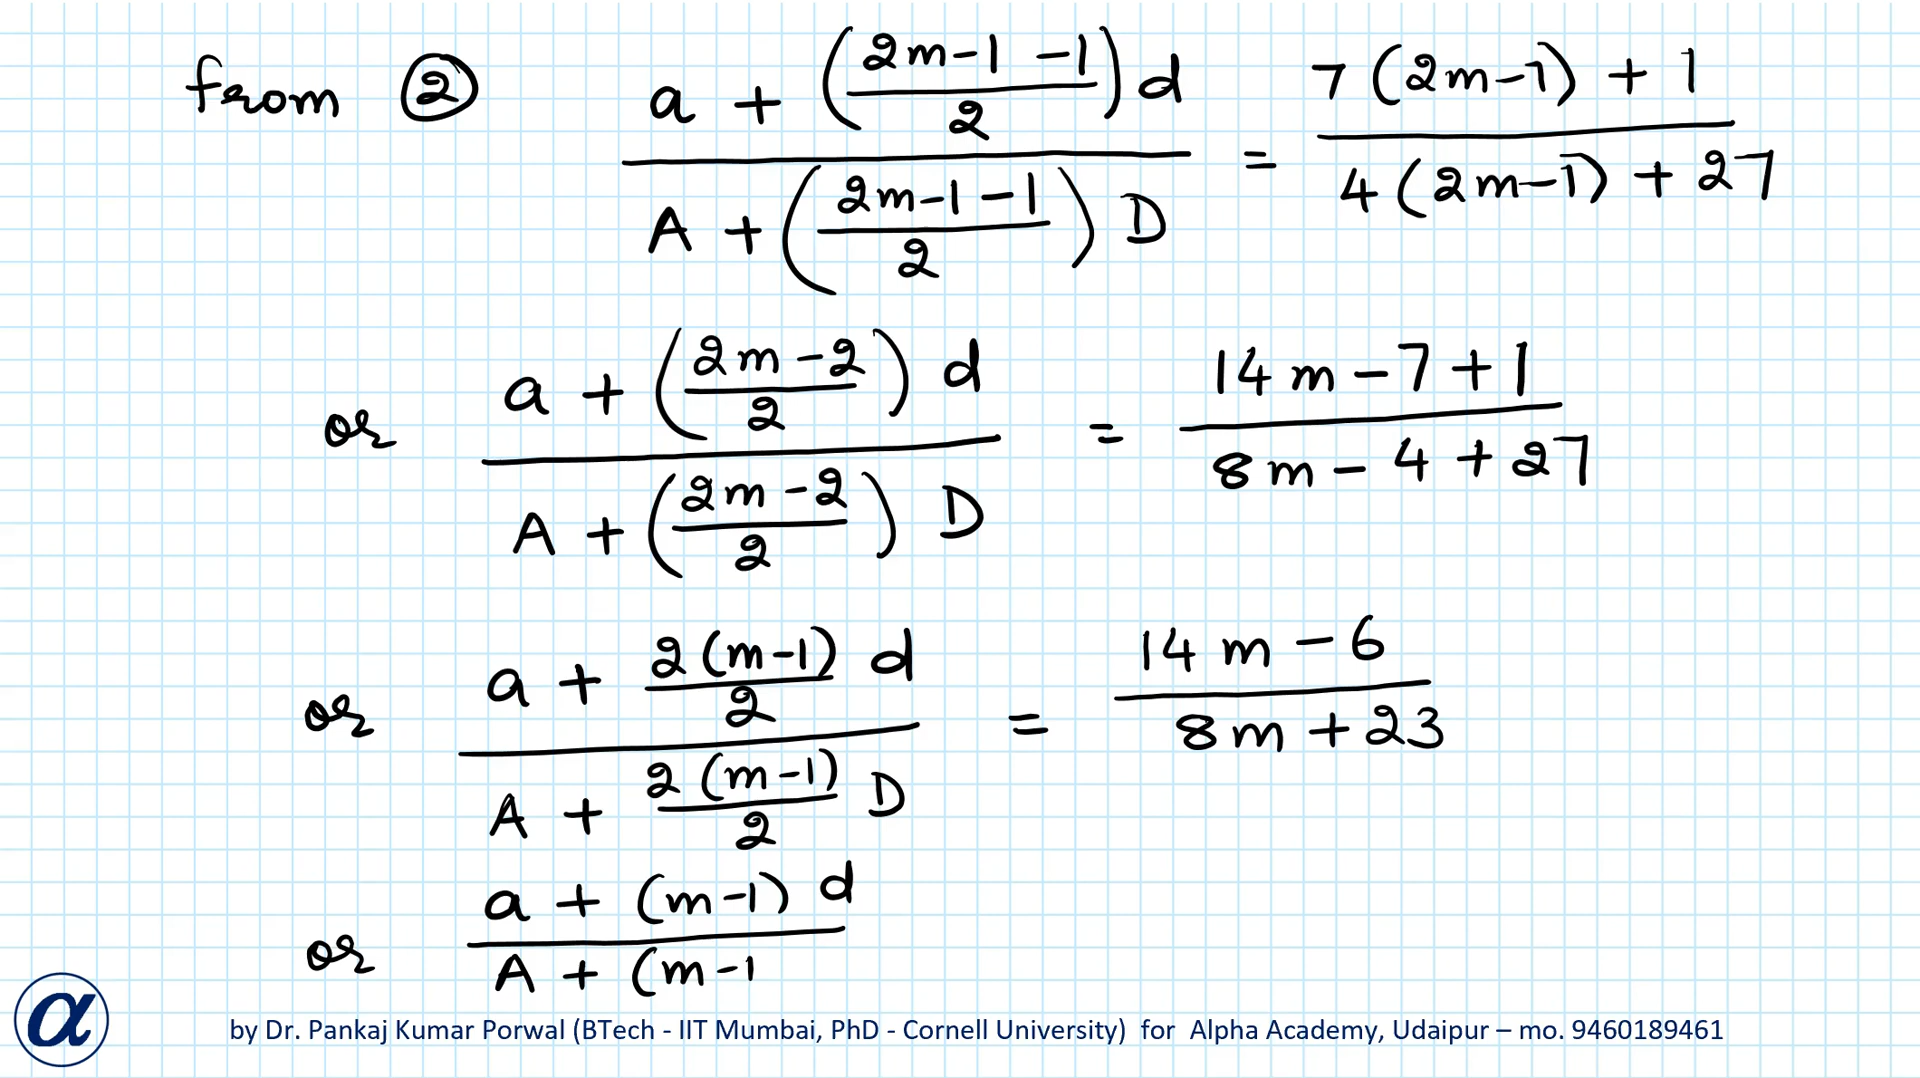 from ② (a + ((2m-1-1)/2) d) / (A + ((2m-1-1)/2) D) = (7(2m-1) + 1) / (4(2m-1) + 27)
or (a + ((2m-2)/2) d) / (A + ((2m-2)/2) D) = (14m - 7 + 1) / (8m - 4 + 27)
or (a + (2(m-1)/2) d) / (A + (2(m-1)/2) D) = (14m - 6) / (8m + 23)
or (a + (m-1) d) / (A + (m-1
α
by Dr. Pankaj Kumar Porwal (BTech - IIT Mumbai, PhD - Cornell University) for Alpha Academy, Udaipur – mo. 9460189461